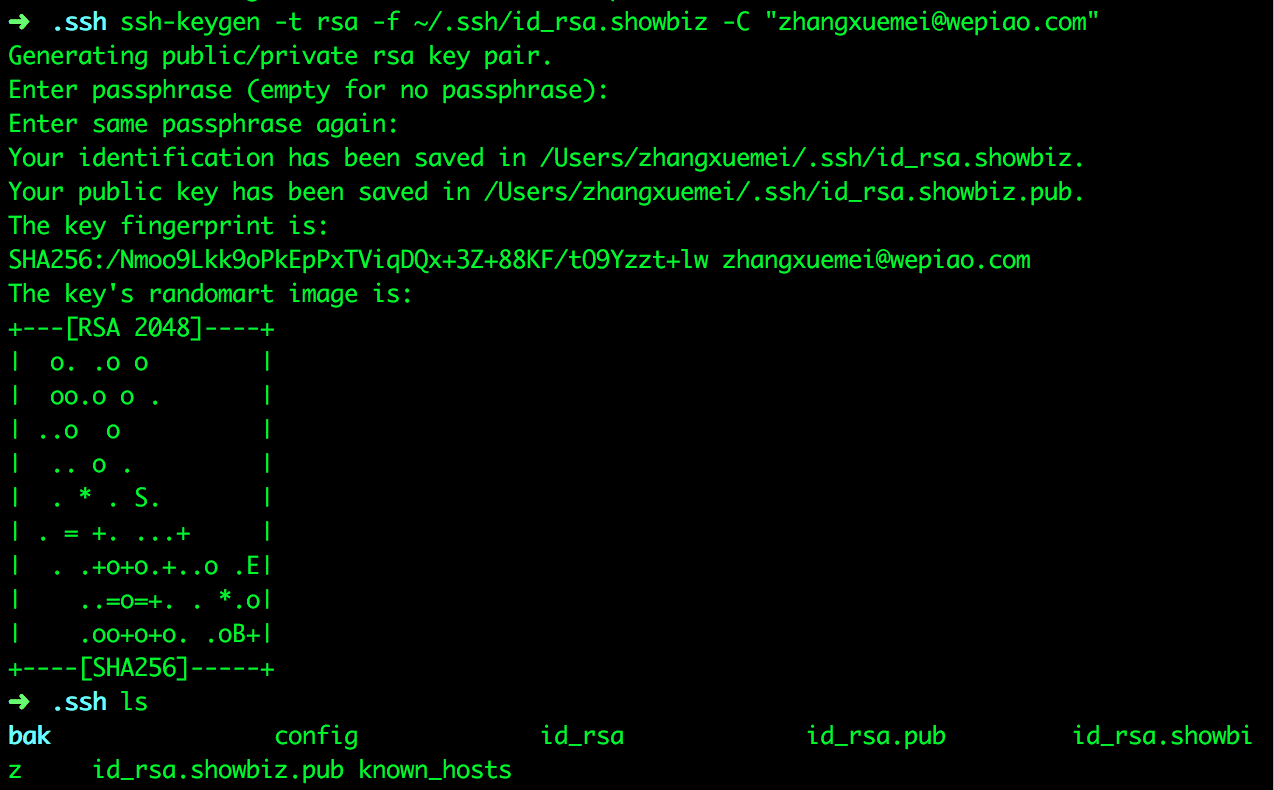 ➜  .ssh ssh-keygen -t rsa -f ~/.ssh/id_rsa.showbiz -C "zhangxuemei@wepiao.com"
Generating public/private rsa key pair.
Enter passphrase (empty for no passphrase):
Enter same passphrase again:
Your identification has been saved in /Users/zhangxuemei/.ssh/id_rsa.showbiz.
Your public key has been saved in /Users/zhangxuemei/.ssh/id_rsa.showbiz.pub.
The key fingerprint is:
SHA256:/Nmoo9Lkk9oPkEpPxTViqDQx+3Z+88KF/tO9Yzzt+lw zhangxuemei@wepiao.com
The key's randomart image is:
+---[RSA 2048]----+
|  o. .o o        |
|  oo.o o .       |
| ..o  o          |
|  .. o .         |
|  . * . S.       |
| . = +. ...+     |
|  . .+o+o.+..o .E|
|    ..=o=+. . *.o|
|    .oo+o+o. .oB+|
+----[SHA256]-----+
➜  .ssh ls
bak                config             id_rsa             id_rsa.pub         id_rsa.showbi
z     id_rsa.showbiz.pub known_hosts